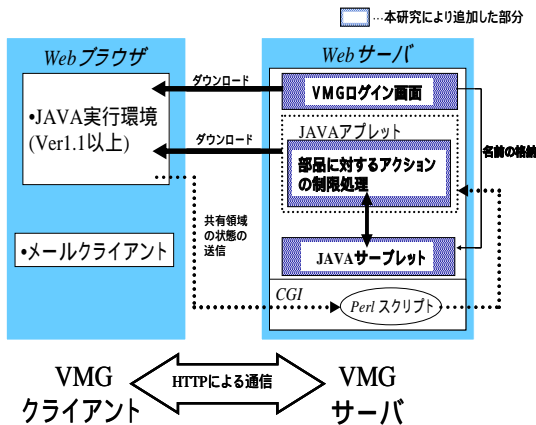 …本研究により追加した部分
Webブラウザ
Webサーバ
•JAVA実行環境
(Ver1.1以上)
ダウンロード
VMGログイン画面
ダウンロード
JAVAアプレット
部品に対するアクション
の制限処理
名前の格納
共有領域
の状態の
送信
•メールクライアント
JAVAサーブレット
CGI
Perl スクリプト
VMG
クライアント
HTTPによる通信
VMG
サーバ